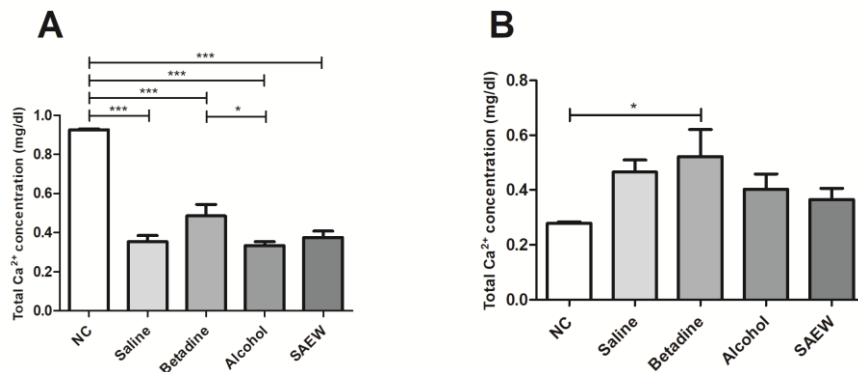 A
***
***
***
***
*
Total Ca²⁺ concentration (mg/dl)
1.0
0.8
0.6
0.4
0.2
0.0
NC
Saline
Betadine
Alcohol
SAEW
B
*
Total Ca²⁺ concentration (mg/dl)
0.8
0.6
0.4
0.2
0.0
NC
Saline
Betadine
Alcohol
SAEW